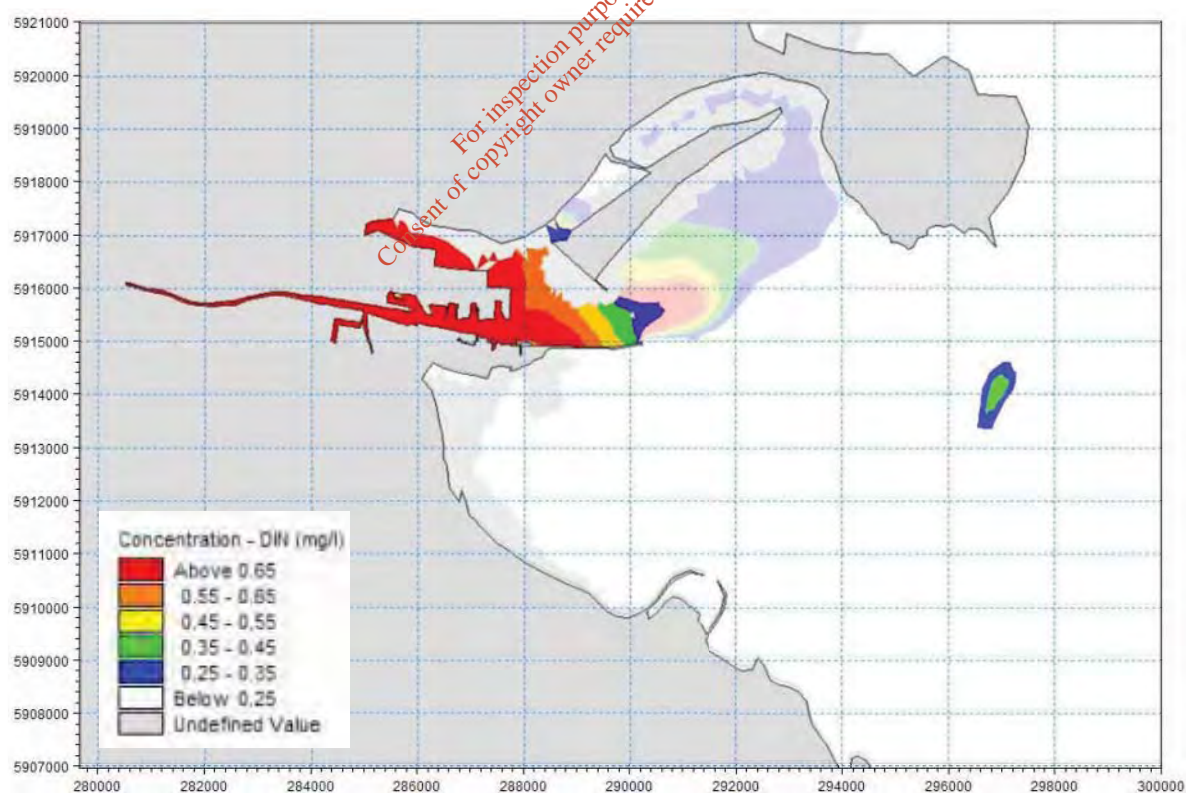 For inspection purpo
Consent of copyright owner require
5921000
5920000
5919000
5918000
5917000
5916000
5915000
5914000
5913000
5912000
5911000
5910000
5909000
5908000
5907000
Concentration - DIN (mg/l)
Above 0.65
0.55 - 0.65
0.45 - 0.55
0.35 - 0.45
0.25 - 0.35
Below 0.25
Undefined Value
280000 282000 284000 286000 288000 290000 292000 294000 296000 298000 300000